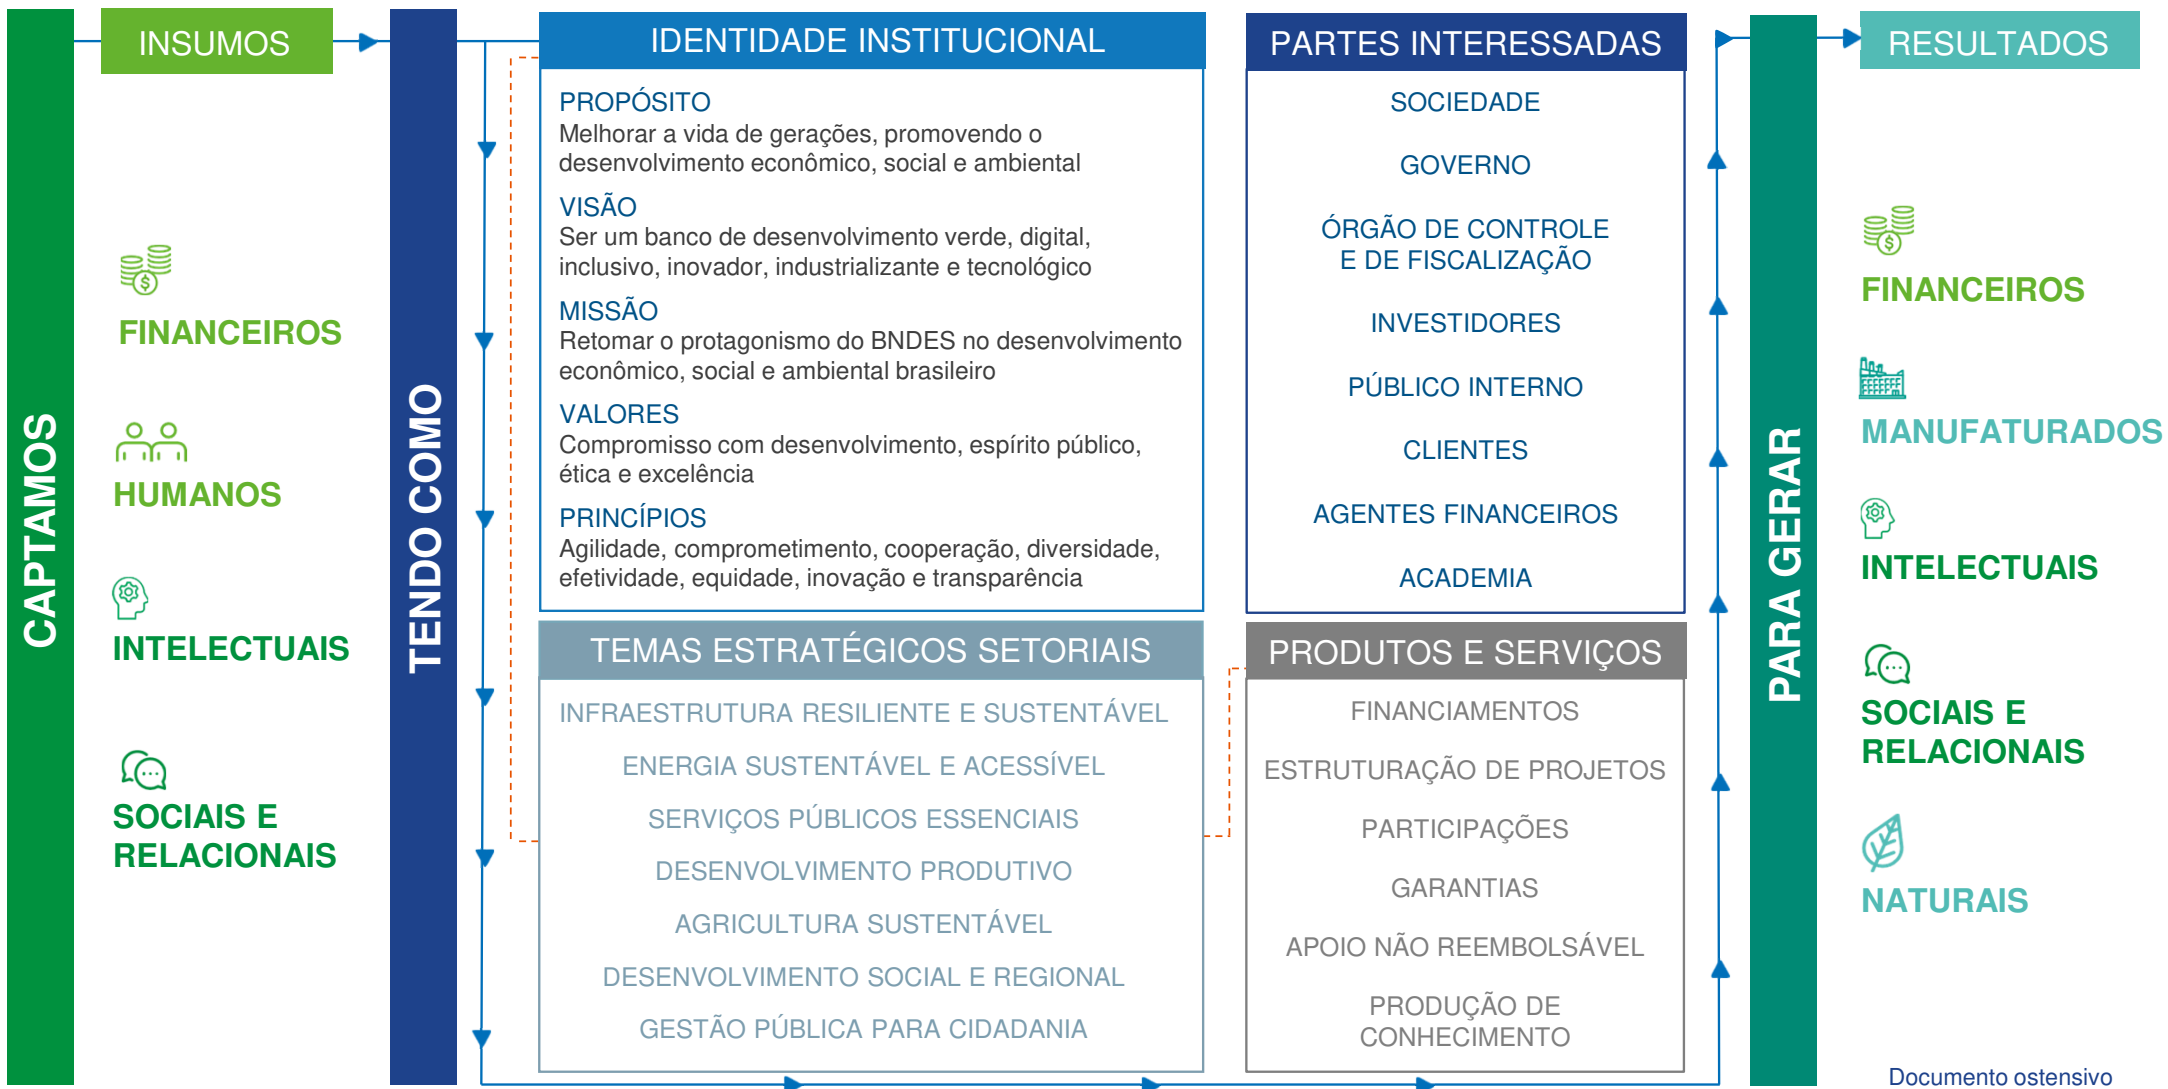 CAPTAMOS
INSUMOS
FINANCEIROS
HUMANOS
INTELECTUAIS
SOCIAIS E
RELACIONAIS
TENDO COMO
IDENTIDADE INSTITUCIONAL
PROPÓSITO
Melhorar a vida de gerações, promovendo o
desenvolvimento econômico, social e ambiental
VISÃO
Ser um banco de desenvolvimento verde, digital,
inclusivo, inovador, industrializante e tecnológico
MISSÃO
Retomar o protagonismo do BNDES no desenvolvimento
econômico, social e ambiental brasileiro
VALORES
Compromisso com desenvolvimento, espírito público,
ética e excelência
PRINCÍPIOS
Agilidade, comprometimento, cooperação, diversidade,
efetividade, equidade, inovação e transparência
PARTES INTERESSADAS
SOCIEDADE
GOVERNO
ÓRGÃO DE CONTROLE
E DE FISCALIZAÇÃO
INVESTIDORES
PÚBLICO INTERNO
CLIENTES
AGENTES FINANCEIROS
ACADEMIA
TEMAS ESTRATÉGICOS SETORIAIS
INFRAESTRUTURA RESILIENTE E SUSTENTÁVEL
ENERGIA SUSTENTÁVEL E ACESSÍVEL
SERVIÇOS PÚBLICOS ESSENCIAIS
DESENVOLVIMENTO PRODUTIVO
AGRICULTURA SUSTENTÁVEL
DESENVOLVIMENTO SOCIAL E REGIONAL
GESTÃO PÚBLICA PARA CIDADANIA
PRODUTOS E SERVIÇOS
FINANCIAMENTOS
ESTRUTURAÇÃO DE PROJETOS
PARTICIPAÇÕES
GARANTIAS
APOIO NÃO REEMBOLSÁVEL
PRODUÇÃO DE
CONHECIMENTO
PARA GERAR
RESULTADOS
FINANCEIROS
MANUFATURADOS
INTELECTUAIS
SOCIAIS E
RELACIONAIS
NATURAIS
Documento ostensivo